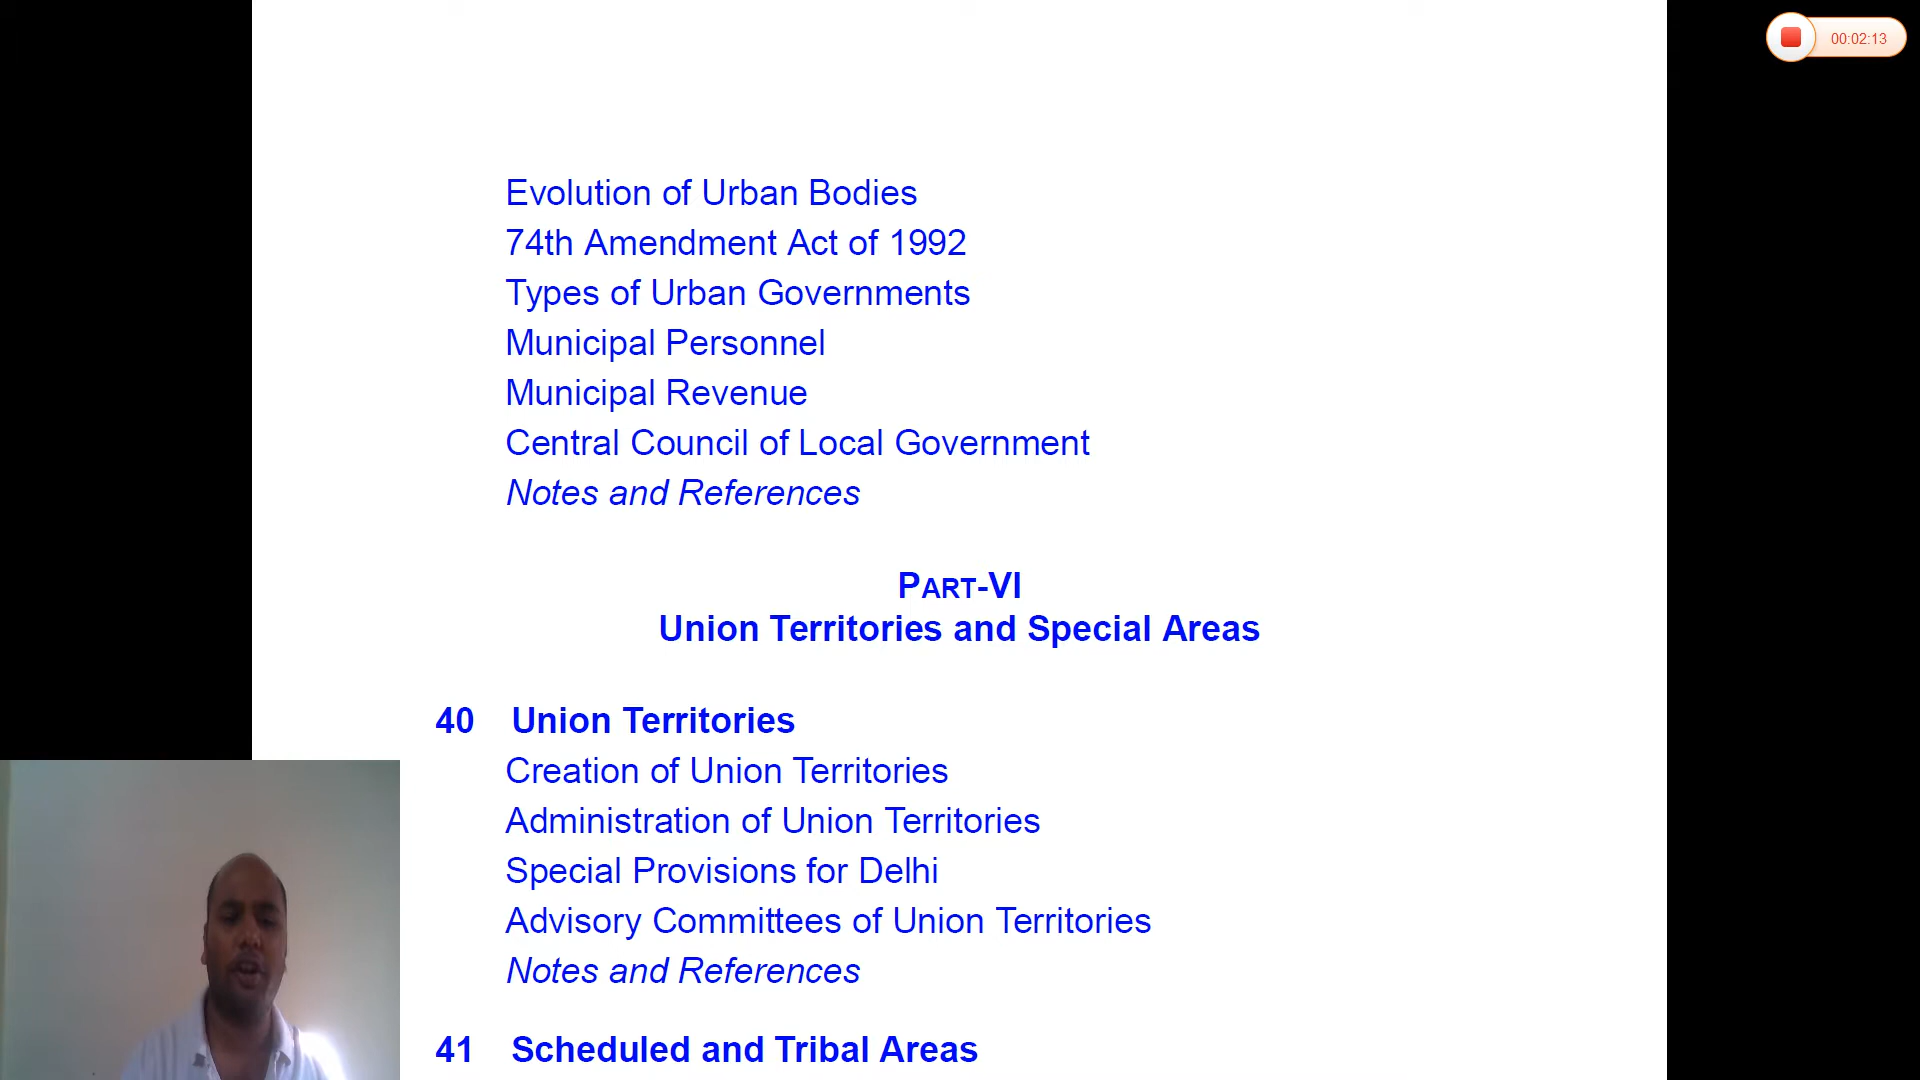 00:02:13
Evolution of Urban Bodies
74th Amendment Act of 1992
Types of Urban Governments
Municipal Personnel
Municipal Revenue
Central Council of Local Government
Notes and References
PART-VI
Union Territories and Special Areas
40 Union Territories
Creation of Union Territories
Administration of Union Territories
Special Provisions for Delhi
Advisory Committees of Union Territories
Notes and References
41 Scheduled and Tribal Areas